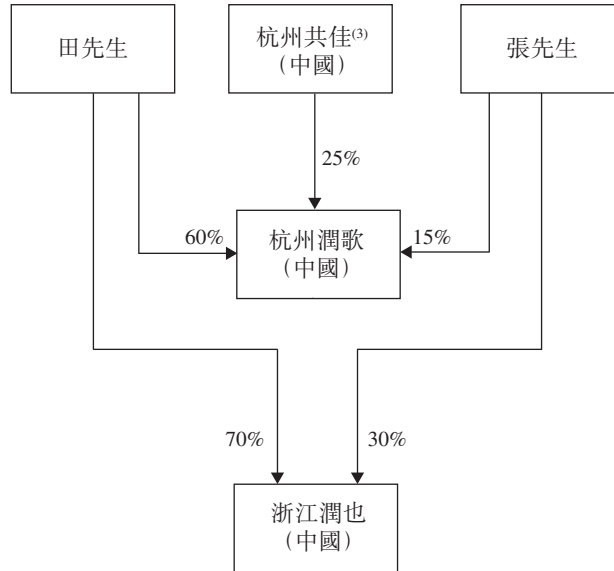 田先生
杭州共佳(3)
（中國）
張先生
25%
60%
杭州潤歌
（中國）
15%
70%
30%
浙江潤也
（中國）